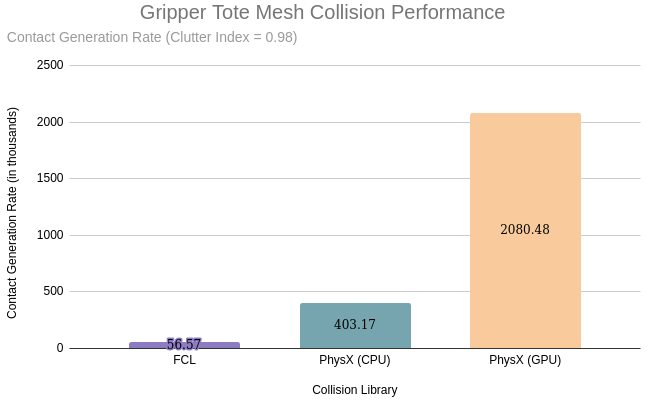 Gripper Tote Mesh Collision Performance
Contact Generation Rate (Clutter Index = 0.98)
Contact Generation Rate (in thousands)
2500
2000
1500
1000
500
0
56.57
403.17
2080.48
FCL
PhysX (CPU)
PhysX (GPU)
Collision Library